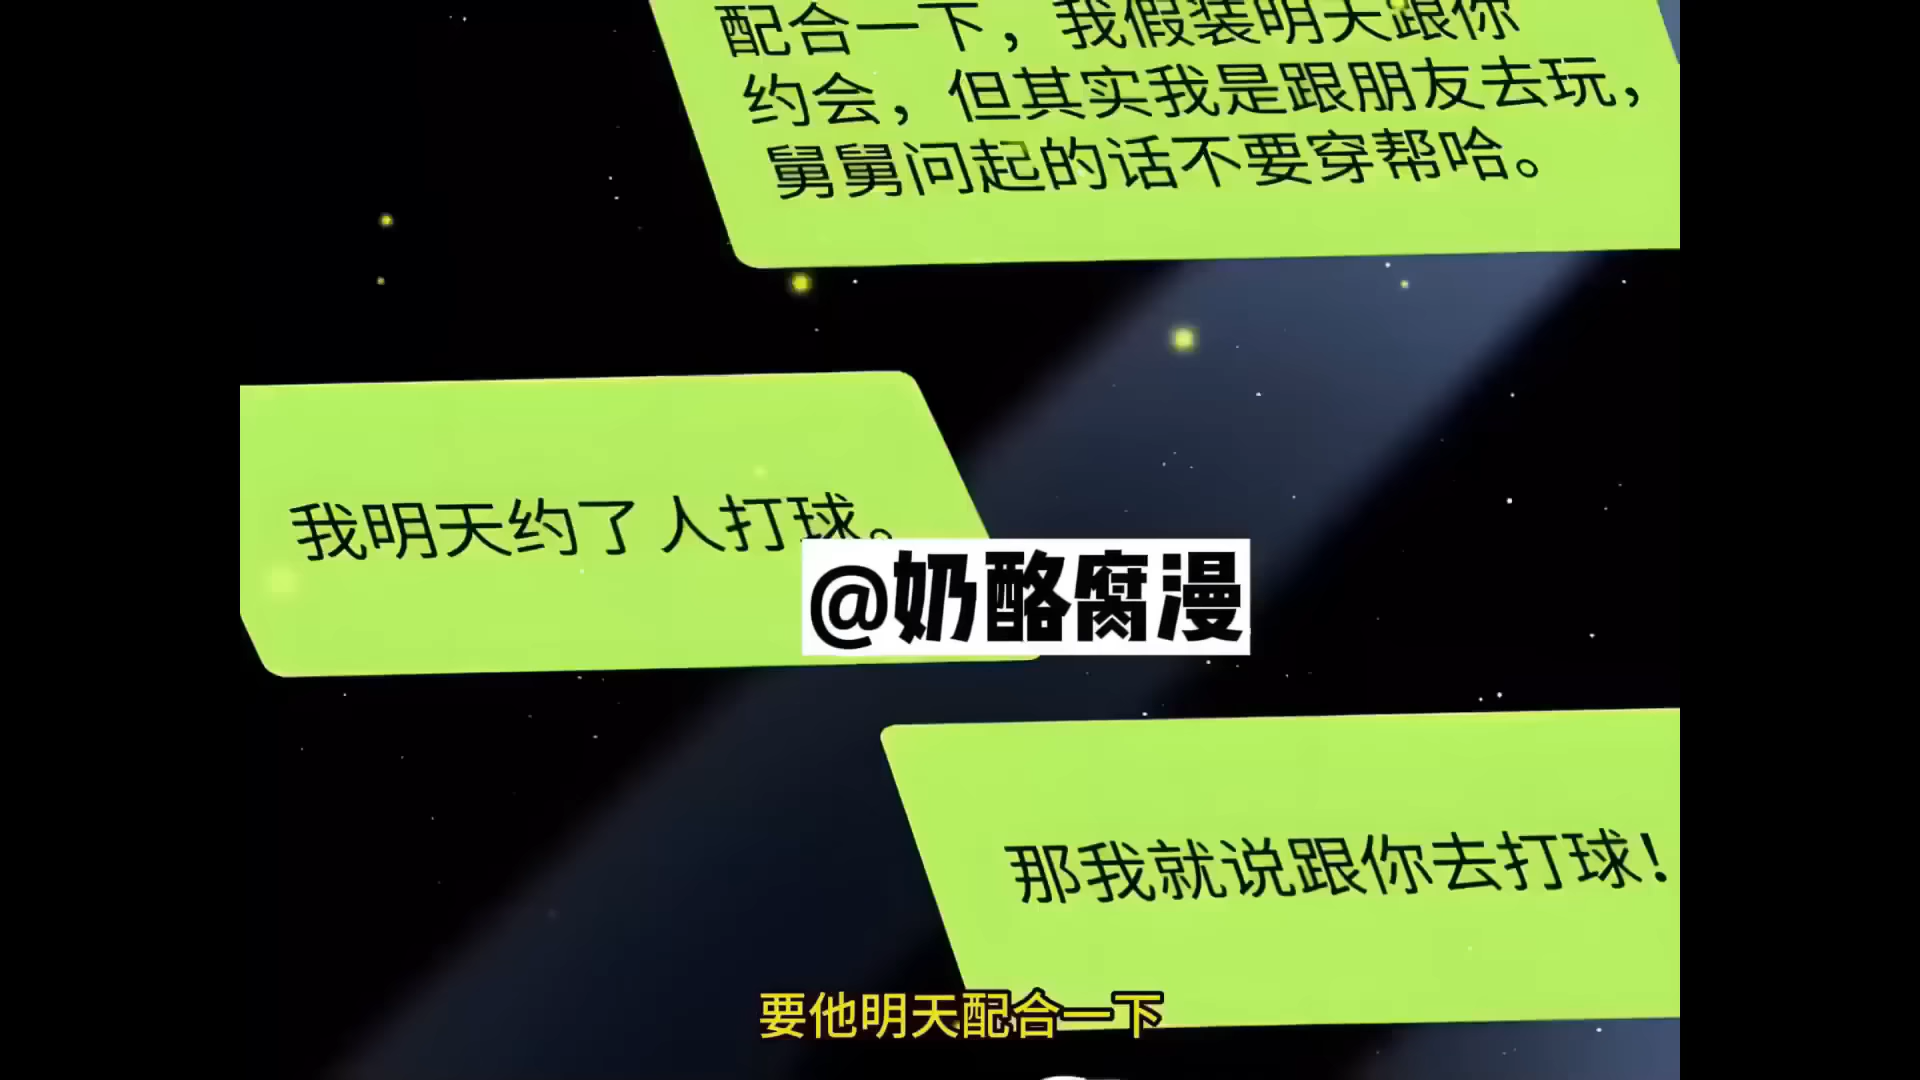 配合一下，我假装明天跟你
约会，但其实我是跟朋友去玩，
舅舅问起的话不要穿帮哈。
我明天约了人打球。
@奶酪腐漫
那我就说跟你去打球！
要他明天配合一下